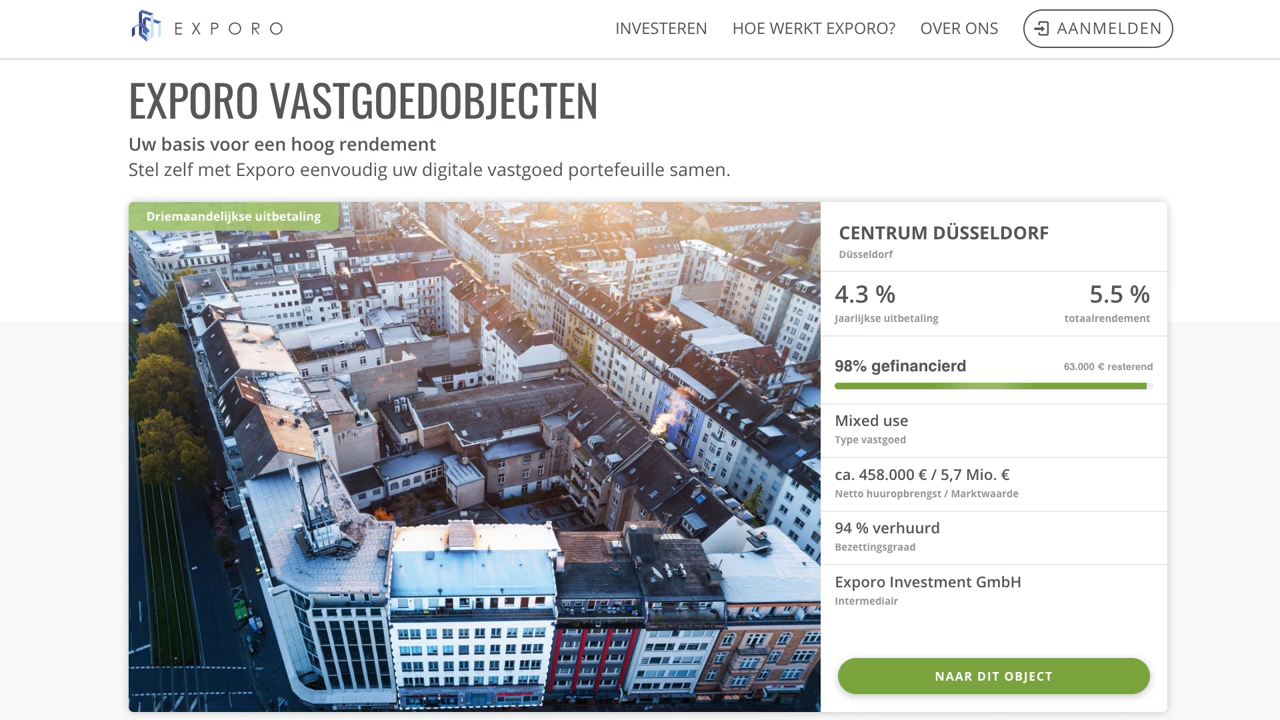 EXPORO
INVESTEREN
HOE WERKT EXPORO?
OVER ONS
AANMELDEN
EXPORO VASTGOEDOBJECTEN
Uw basis voor een hoog rendement
Stel zelf met Exporo eenvoudig uw digitale vastgoed portefeuille samen.
Driemaandelijkse uitbetaling
CENTRUM DÜSSELDORF
Düsseldorf
4.3 % 5.5 %
Jaarlijkse uitbetaling totaalrendement
98% gefinancierd 63.000 € resterend
Mixed use
Type vastgoed
ca. 458.000 € / 5,7 Mio. €
Netto huuropbrengst / Marktwaarde
94 % verhuurd
Bezettingsgraad
Exporo Investment GmbH
Intermediair
NAAR DIT OBJECT